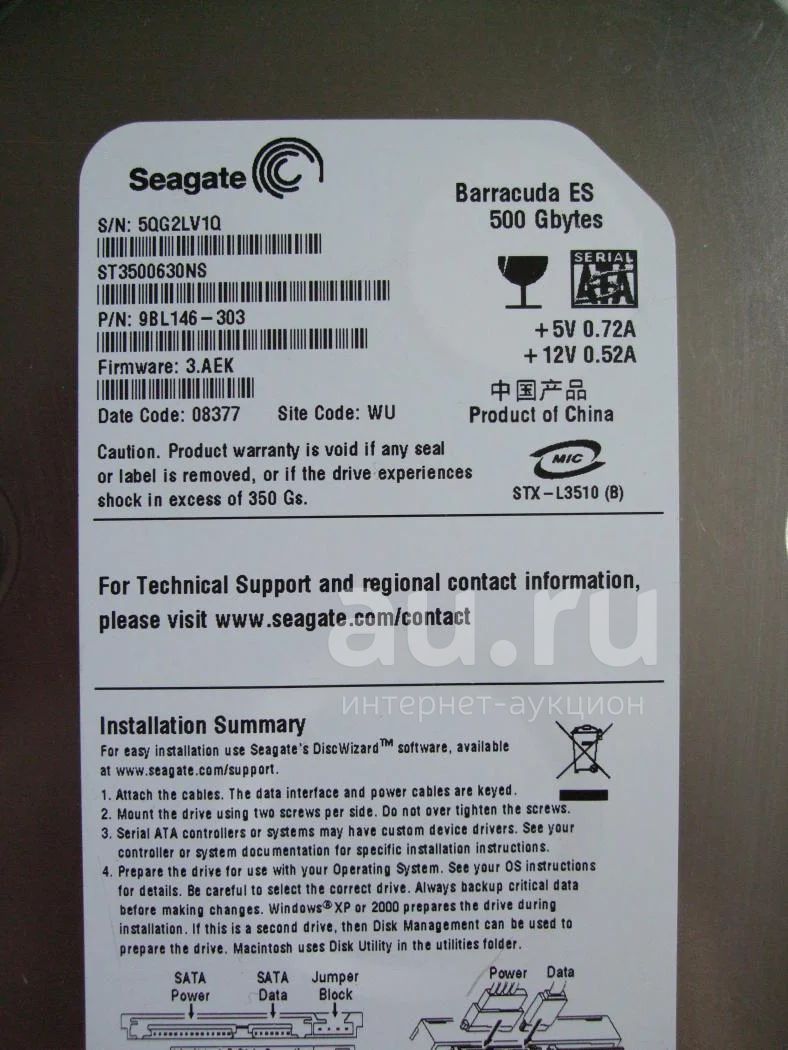 Seagate
Barracuda ES
500 Gbytes
S/N: 5QG2LV1Q
ST3500630NS
P/N: 9BL146-303
Firmware: 3.AEK
Date Code: 08377 Site Code: WU
SERIAL
ATA
+5V 0.72A
+12V 0.52A
中国产品
Product of China
Caution. Product warranty is void if any seal
or label is removed, or if the drive experiences
shock in excess of 350 Gs.
MIC
STX-L3510 (B)
For Technical Support and regional contact information,
please visit www.seagate.com/contact
au.ru
интернет-аукцион
Installation Summary
For easy installation use Seagate's DiscWizard™ software, available
at www.seagate.com/support.
1. Attach the cables. The data interface and power cables are keyed.
2. Mount the drive using two screws per side. Do not over tighten the screws.
3. Serial ATA controllers or systems may have custom device drivers. See your
controller or system documentation for specific installation instructions.
4. Prepare the drive for use with your Operating System. See your OS instructions
for details. Be careful to select the correct drive. Always backup critical data
before making changes. Windows® XP or 2000 prepares the drive during
installation. If this is a second drive, then Disk Management can be used to
prepare the drive. Macintosh uses Disk Utility in the utilities folder.
SATA Power
SATA Data
Jumper Block
Power Data